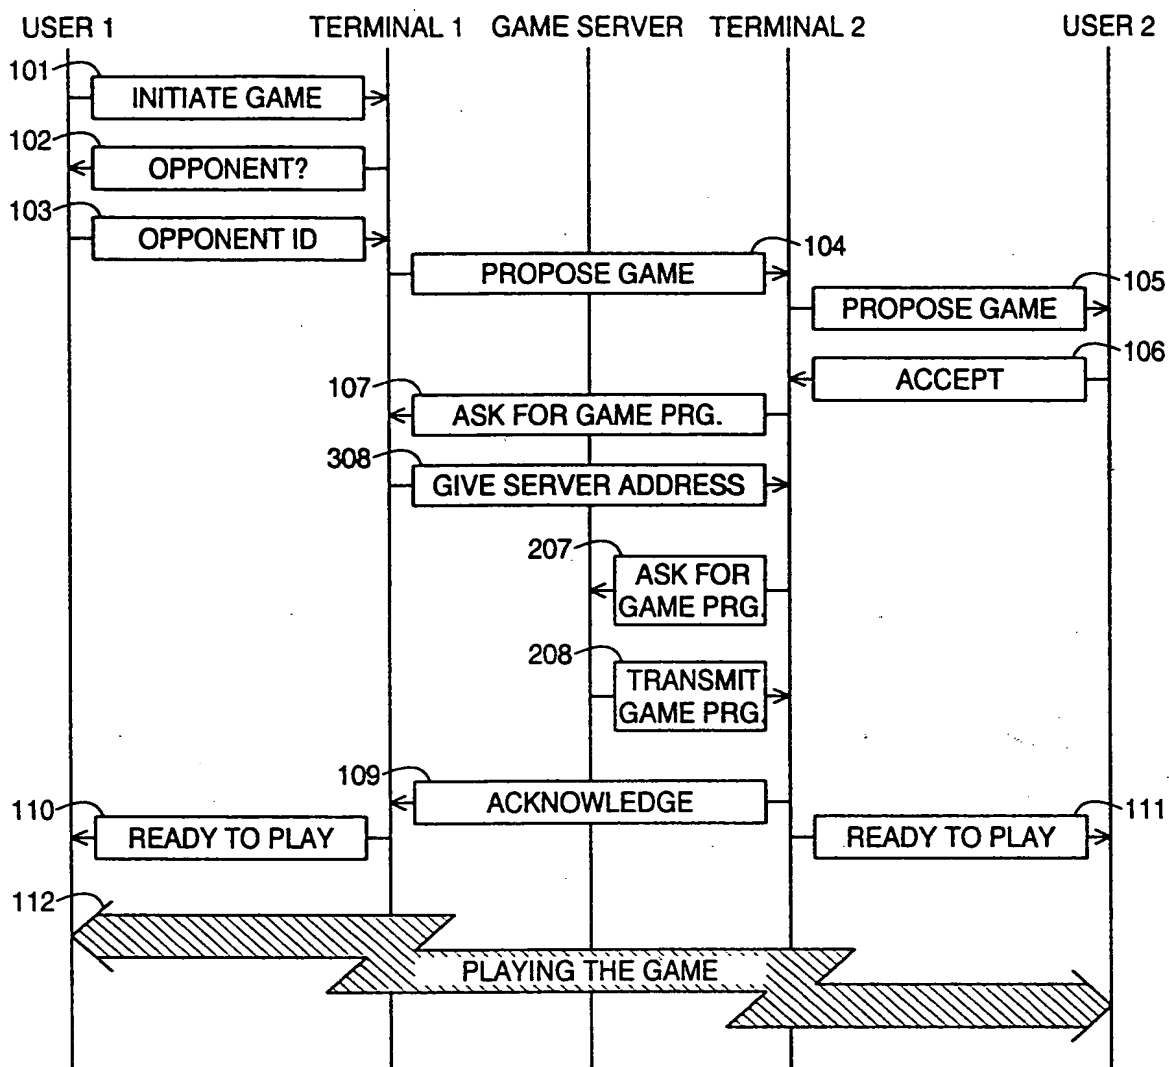 USER 1 TERMINAL 1 GAME SERVER TERMINAL 2 USER 2
101
INITIATE GAME
102
OPPONENT?
103
OPPONENT ID
104
PROPOSE GAME
105
PROPOSE GAME
106
ACCEPT
107
ASK FOR GAME PRG.
308
GIVE SERVER ADDRESS
207
ASK FOR
GAME PRG.
208
TRANSMIT
GAME PRG.
109
ACKNOWLEDGE
110
READY TO PLAY
111
READY TO PLAY
112
PLAYING THE GAME